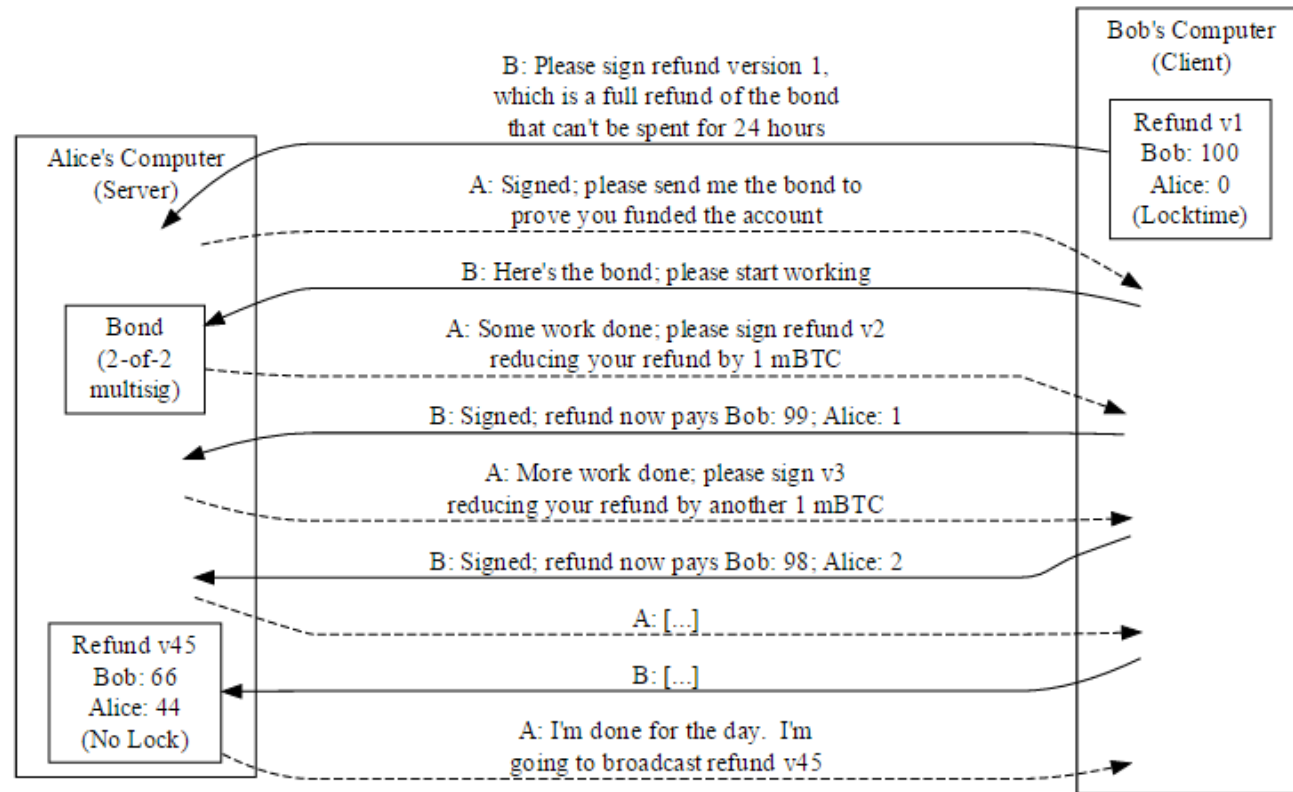 Bob's Computer
(Client)
B: Please sign refund version 1,
which is a full refund of the bond
that can't be spent for 24 hours
Refund v1
Bob: 100
Alice: 0
(Locktime)
Alice's Computer
(Server)
A: Signed; please send me the bond to
prove you funded the account
B: Here's the bond; please start working
Bond
(2-of-2
multisig)
A: Some work done; please sign refund v2
reducing your refund by 1 mBTC
B: Signed; refund now pays Bob: 99; Alice: 1
A: More work done; please sign v3
reducing your refund by another 1 mBTC
B: Signed; refund now pays Bob: 98; Alice: 2
A: [...]
Refund v45
Bob: 66
Alice: 44
(No Lock)
B: [...]
A: I'm done for the day.  I'm
going to broadcast refund v45